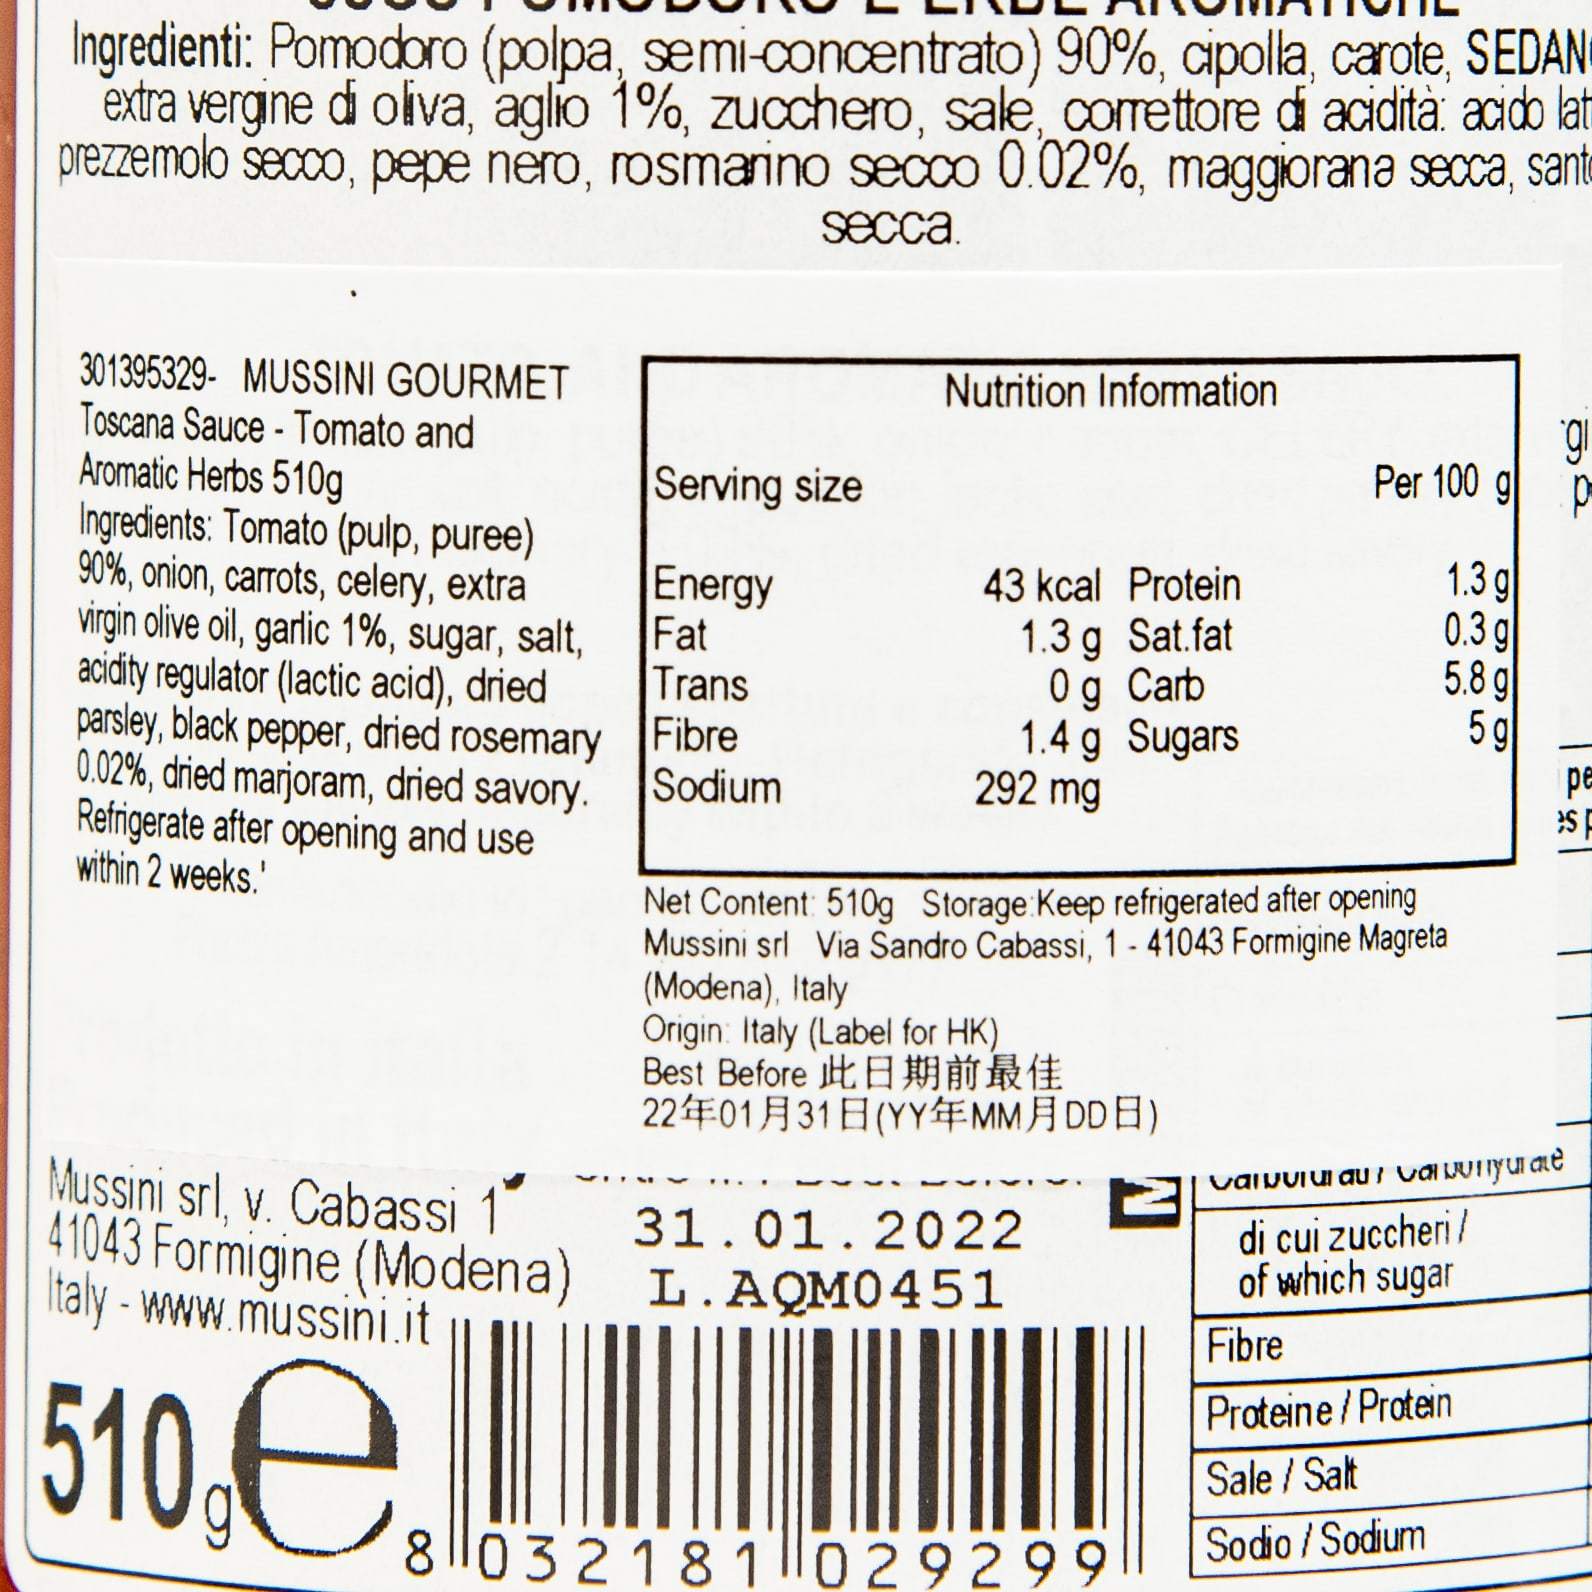 Ingredienti: Pomodoro (polpa, semi-concentrato) 90%, cipolla, carote,
extra vergine di oliva, aglio 1%, zucchero, sale, correttore di acidità: acido
prezzemolo secco, pepe nero, rosmarino secco 0.02%, maggiorana secca,
secca.
301395329- MUSSINI GOURMET
Toscana Sauce - Tomato and
Aromatic Herbs 510g
Ingredients: Tomato (pulp, puree)
90%, onion, carrots, celery, extra
virgin olive oil, garlic 1%, sugar, salt,
acidity regulator (lactic acid), dried
parsley, black pepper, dried rosemary
0.02%, dried marjoram, dried savory.
Refrigerate after opening and use
within 2 weeks.'
Nutrition Information
Serving size Per 100 g
Energy 43 kcal Protein 1.3 g
Fat 1.3 g Sat.fat 0.3 g
Trans 0 g Carb 5.8 g
Fibre 1.4 g Sugars 5 g
Sodium 292 mg
Net Content: 510g Storage:Keep refrigerated after opening
Mussini srl Via Sandro Cabassi, 1 - 41043 Formigine Magreta
(Modena), Italy
Origin: Italy (Label for HK)
Best Before 此日期前最佳
22年01月31日(YY年MM月DD日)
Mussini srl, v. Cabassi 1
41043 Formigine (Modena)
Italy - www.mussini.it
31.01.2022
L.AQM0451
510 g e
8 032181 029299
di cui zuccheri /
of which sugar
Fibre
Proteine / Protein
Sale / Salt
Sodio / Sodium